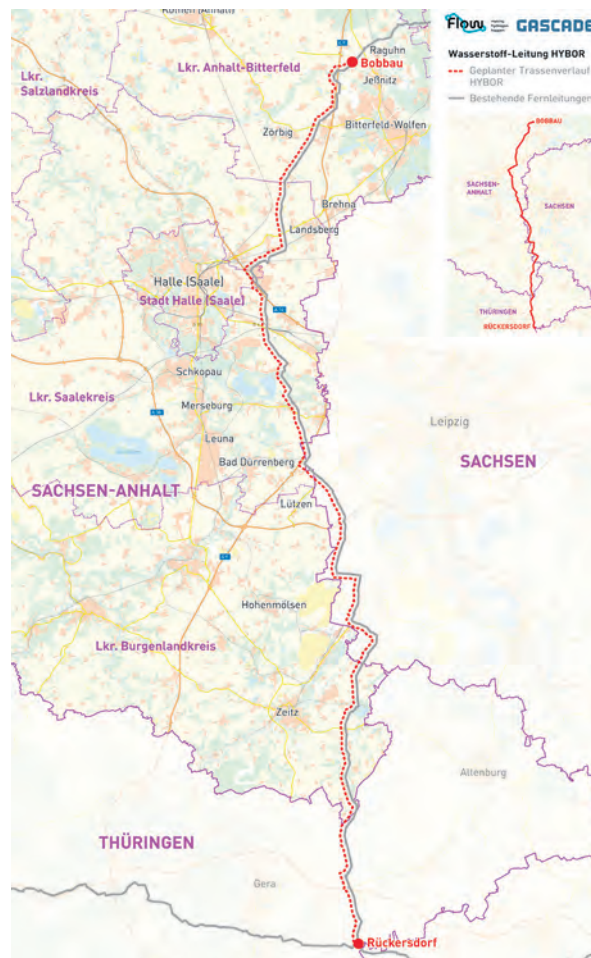 Köthen (Anhalt)
Raguhn
Lkr. Anhalt-Bitterfeld
Bobbau
Jeßnitz
Lkr.
Salzlandkreis
Zörbig
Bitterfeld-Wolfen
Brehna
Landsberg
Halle (Saale)
Stadt Halle (Saale)
Schkopau
Lkr. Saalekreis
Merseburg
Leipzig
Leuna
Bad Dürrenberg
SACHSEN
SACHSEN-ANHALT
Lützen
Hohenmölsen
Lkr. Burgenlandkreis
Zeitz
Altenburg
THÜRINGEN
Gera
Rückersdorf
Flow
GASCADE
Wasserstoff-Leitung HYBOR
Geplanter Trassenverlauf
HYBOR
Bestehende Fernleitungen
BOBBAU
SACHSEN-
ANHALT
SACHSEN
THÜRINGEN
RÜCKERSDORF